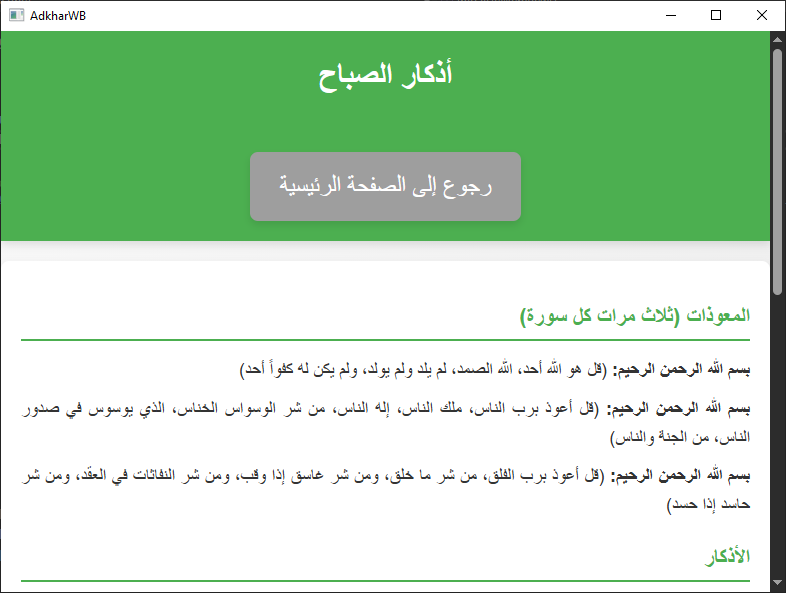 AdkharWB
أذكار الصباح
رجوع إلى الصفحة الرئيسية
المعوذات (ثلاث مرات كل سورة)
بسم الله الرحمن الرحيم: (قل هو الله أحد، الله الصمد، لم يلد ولم يولد، ولم يكن له كفواً أحد)
بسم الله الرحمن الرحيم: (قل أعوذ برب الناس، ملك الناس، إله الناس، من شر الوسواس الخناس، الذي يوسوس في صدور
الناس، من الجنة والناس)
بسم الله الرحمن الرحيم: (قل أعوذ برب الفلق، من شر ما خلق، ومن شر غاسق إذا وقب، ومن شر النفاثات في العقد، ومن شر
حاسد إذا حسد)
الأذكار